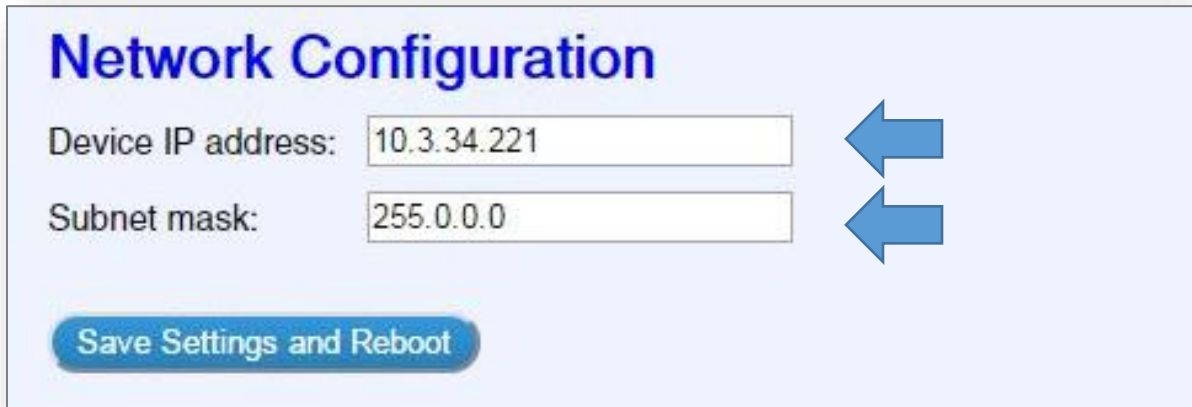 Network Configuration
Device IP address: 10.3.34.221
Subnet mask: 255.0.0.0
Save Settings and Reboot